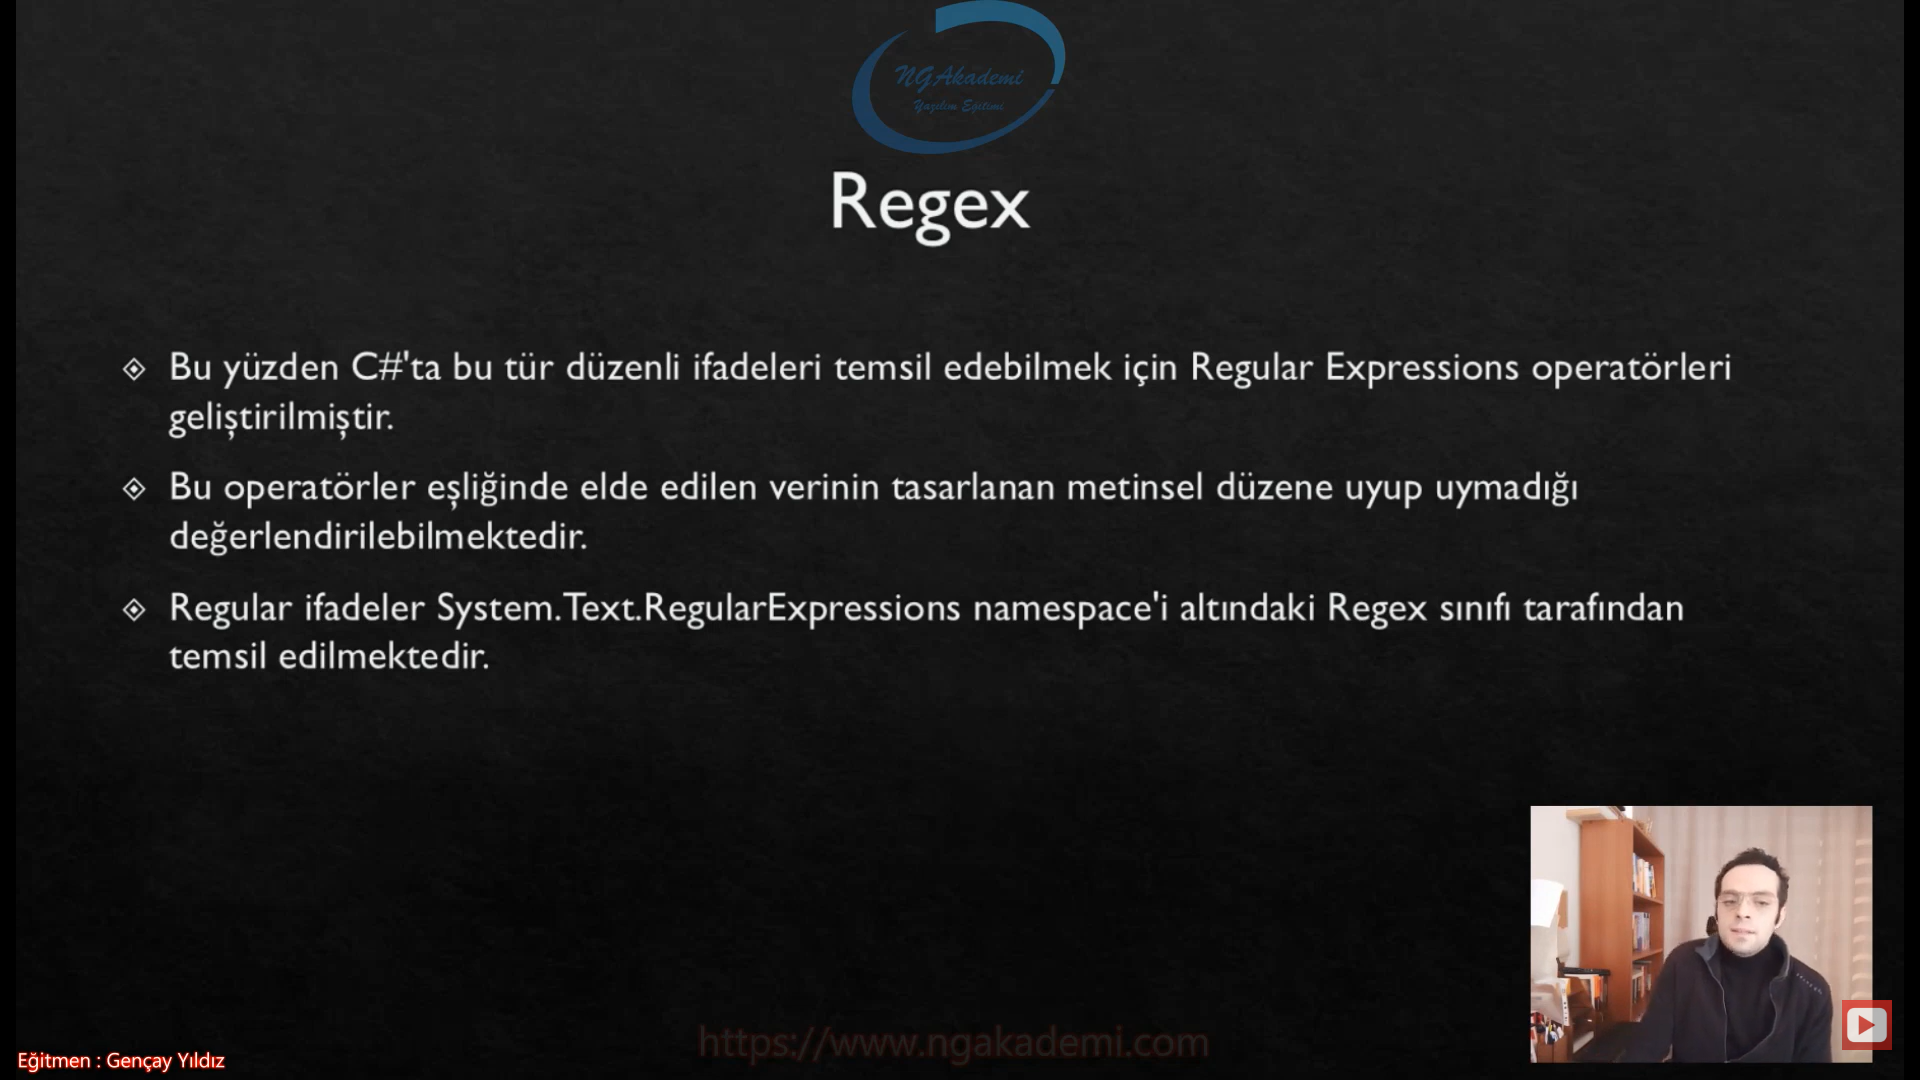 NGAkademi
Yazılım Eğitimi
Regex
Bu yüzden C#'ta bu tür düzenli ifadeleri temsil edebilmek için Regular Expressions operatörleri
geliştirilmiştir.
Bu operatörler eşliğinde elde edilen verinin tasarlanan metinsel düzene uyup uymadığı
değerlendirilebilmektedir.
Regular ifadeler System.Text.RegularExpressions namespace'i altındaki Regex sınıfı tarafından
temsil edilmektedir.
https://www.ngakademi.com
Eğitmen : Gençay Yıldız